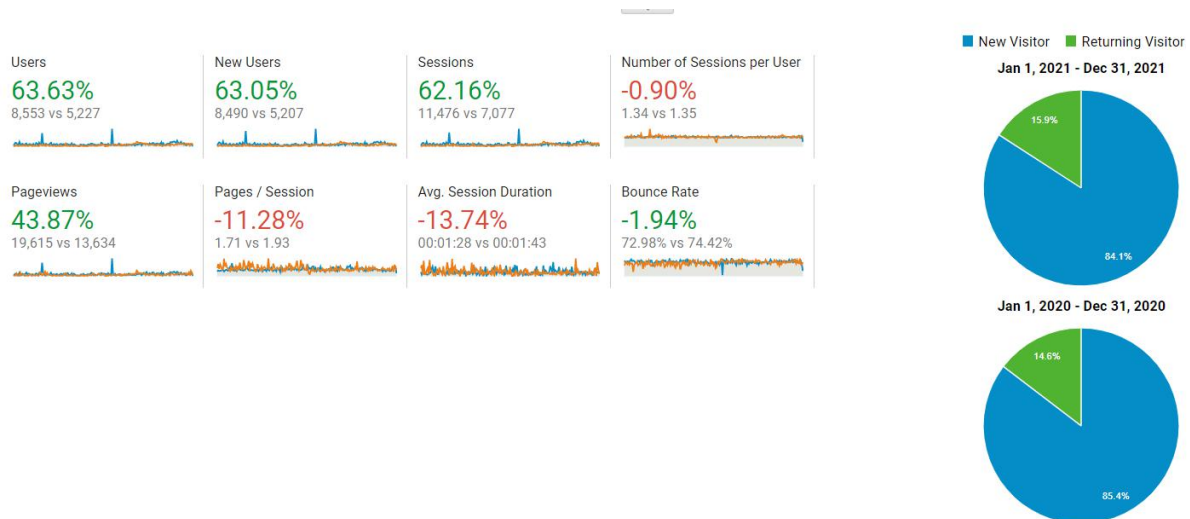 Users
63.63%
8,553 vs 5,227
New Users
63.05%
8,490 vs 5,207
Sessions
62.16%
11,476 vs 7,077
Number of Sessions per User
-0.90%
1.34 vs 1.35
Pageviews
43.87%
19,615 vs 13,634
Pages / Session
-11.28%
1.71 vs 1.93
Avg. Session Duration
-13.74%
00:01:28 vs 00:01:43
Bounce Rate
-1.94%
72.98% vs 74.42%
New Visitor Returning Visitor
Jan 1, 2021 - Dec 31, 2021
15.9%
84.1%
Jan 1, 2020 - Dec 31, 2020
14.6%
85.4%